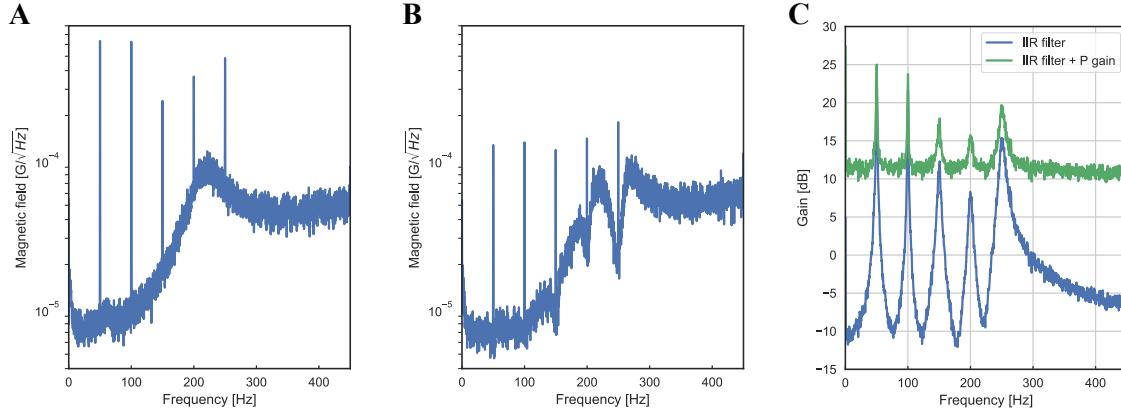 A
Magnetic field [G/√Hz]
10⁻⁴
10⁻⁵
0 100 200 300 400
Frequency [Hz]
B
Magnetic field [G/√Hz]
10⁻⁴
10⁻⁵
0 100 200 300 400
Frequency [Hz]
C
IIR filter
IIR filter + P gain
Gain [dB]
30
25
20
15
10
5
0
−5
−10
−15
0 100 200 300 400
Frequency [Hz]